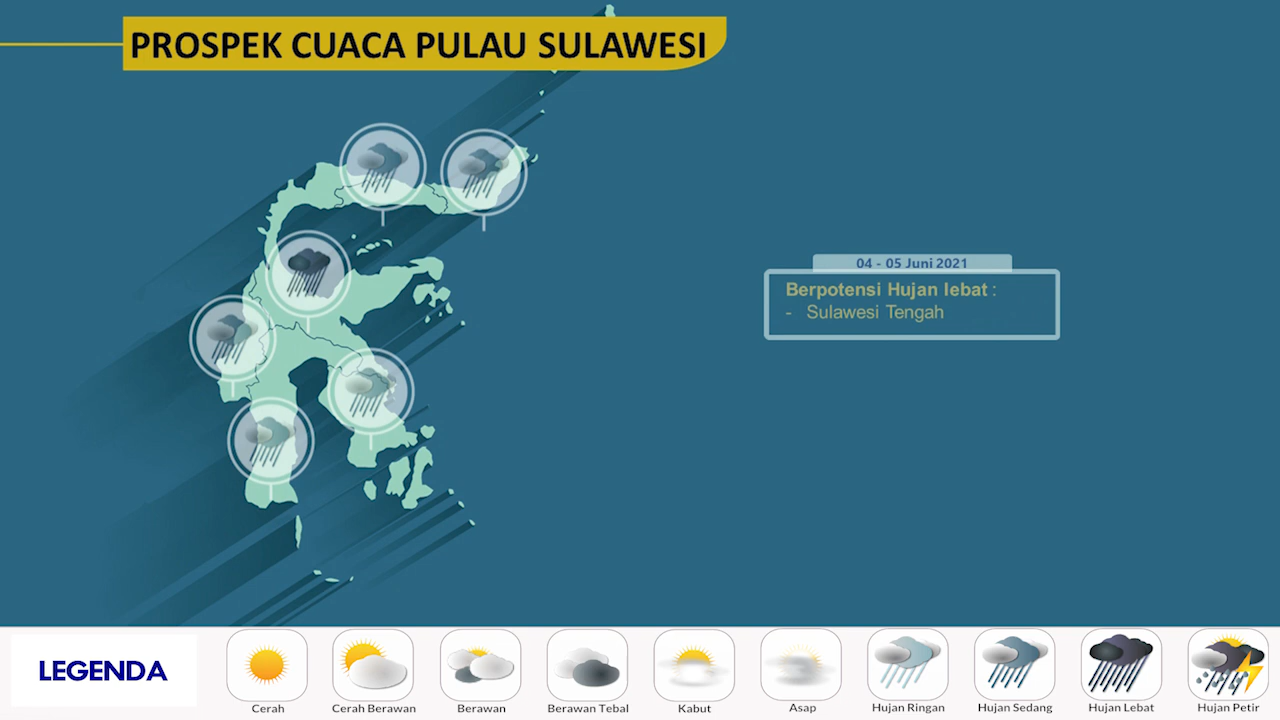 PROSPEK CUACA PULAU SULAWESI
04 - 05 Juni 2021
Berpotensi Hujan lebat :
- Sulawesi Tengah
LEGENDA
Cerah
Cerah Berawan
Berawan
Berawan Tebal
Kabut
Asap
Hujan Ringan
Hujan Sedang
Hujan Lebat
Hujan Petir